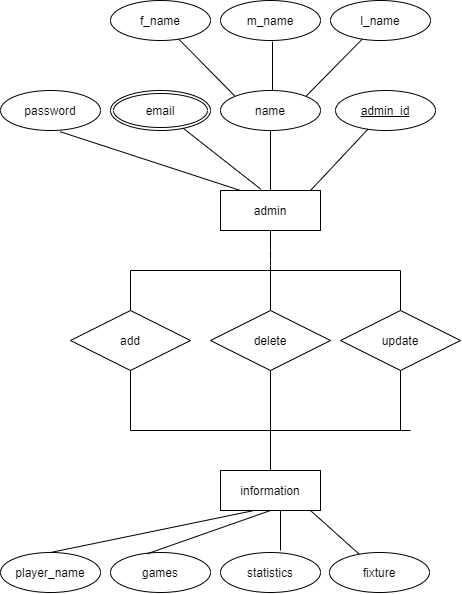 f_name
m_name
l_name
password
email
name
admin_id
admin
add
delete
update
information
player_name
games
statistics
fixture